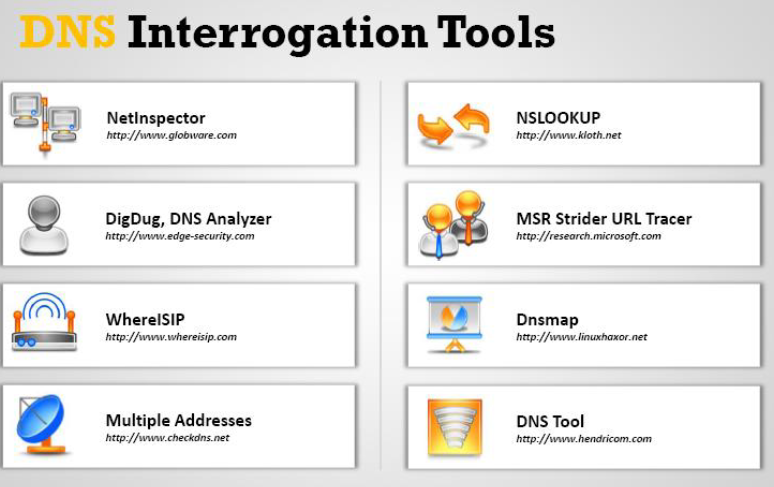 DNS Interrogation Tools
NetInspector
http://www.globware.com
DigDug, DNS Analyzer
http://www.edge-security.com
WhereISIP
http://www.whereisip.com
Multiple Addresses
http://www.checkdns.net
NSLOOKUP
http://www.kloth.net
MSR Strider URL Tracer
http://research.microsoft.com
Dnsmap
http://www.linuxhaxor.net
DNS Tool
http://www.hendricom.com